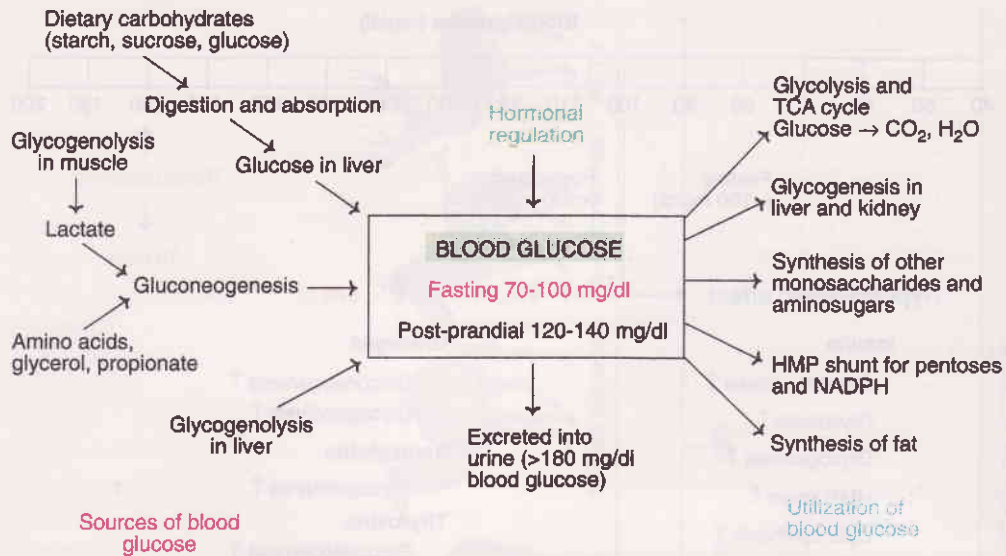 Dietary carbohydrates
(starch, sucrose, glucose)
Digestion and absorption
Glycogenolysis
in muscle
Glucose in liver
Lactate
Gluconeogenesis
Amino acids,
glycerol, propionate
Glycogenolysis
in liver
Sources of blood
glucose
Hormonal
regulation
BLOOD GLUCOSE
Fasting 70-100 mg/dl
Post-prandial 120-140 mg/dl
Excreted into
urine (>180 mg/dl
blood glucose)
Glycolysis and
TCA cycle
Glucose → CO₂, H₂O
Glycogenesis in
liver and kidney
Synthesis of other
monosaccharides and
aminosugars
HMP shunt for pentoses
and NADPH
Synthesis of fat
Utilization of
blood glucose